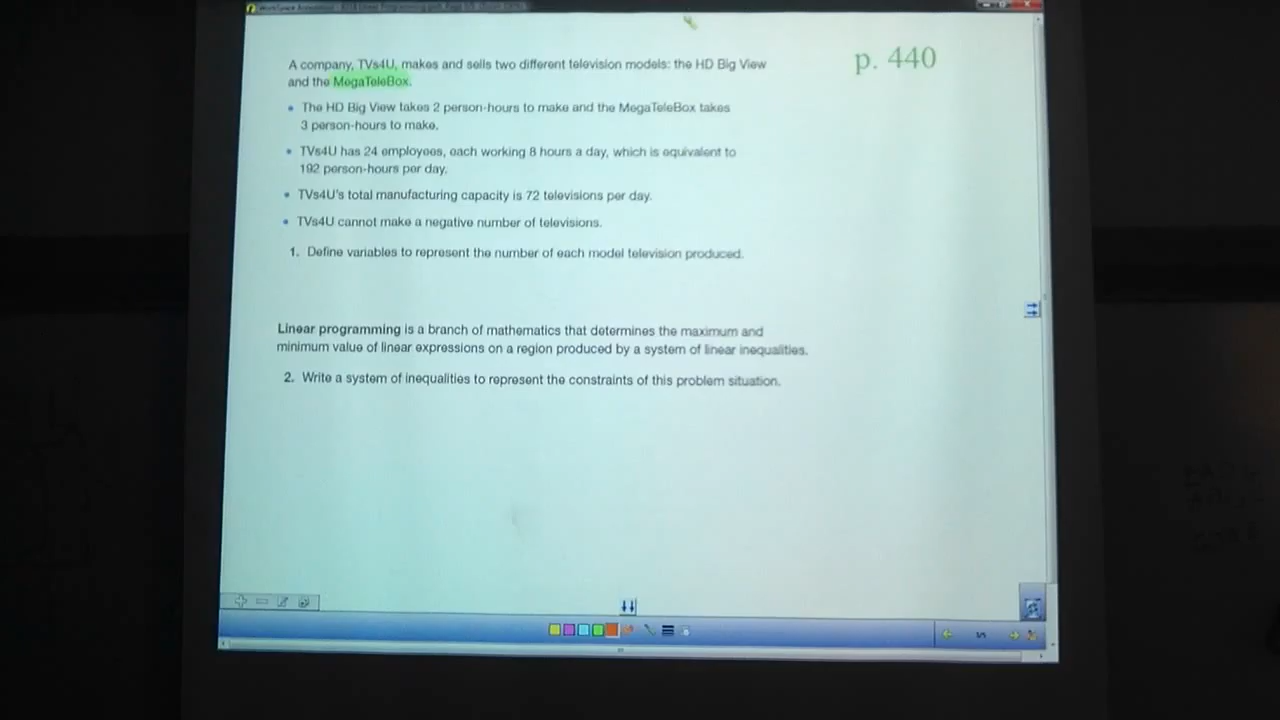 A company, TVs4U, makes and sells two different television models: the HD Big View
p. 440
and the MegaTeleBox.
• The HD Big View takes 2 person-hours to make and the MegaTeleBox takes
3 person-hours to make.
• TVs4U has 24 employees, each working 8 hours a day, which is equivalent to
192 person-hours per day.
• TVs4U's total manufacturing capacity is 72 televisions per day.
• TVs4U cannot make a negative number of televisions.
1. Define variables to represent the number of each model television produced.
Linear programming is a branch of mathematics that determines the maximum and
minimum value of linear expressions on a region produced by a system of linear inequalities.
2. Write a system of inequalities to represent the constraints of this problem situation.